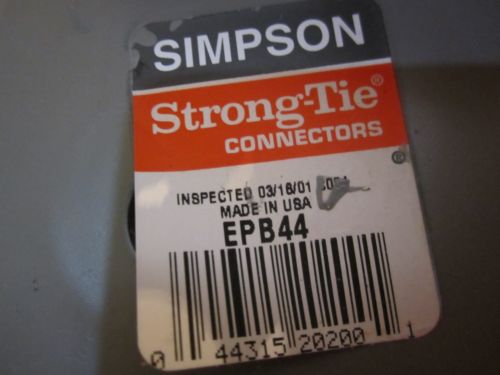 SIMPSON
Strong-Tie®
CONNECTORS
®
INSPECTED 03/16/01
MADE IN USA
EPB44
0 44315 20200 1